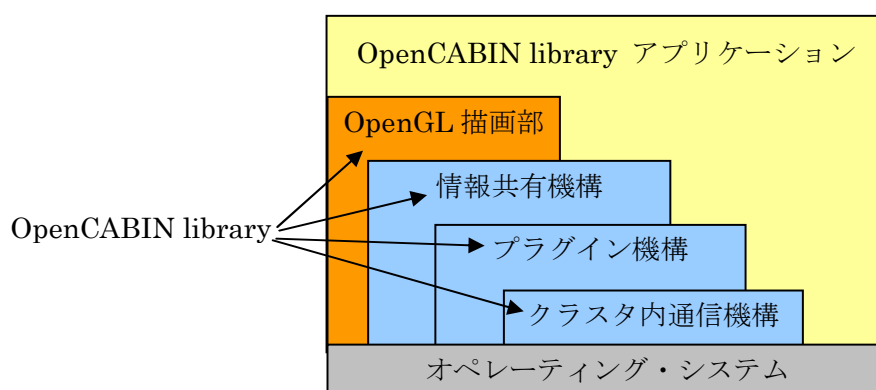 OpenCABIN library アプリケーション
OpenGL 描画部
情報共有機構
OpenCABIN library
プラグイン機構
クラスタ内通信機構
オペレーティング・システム